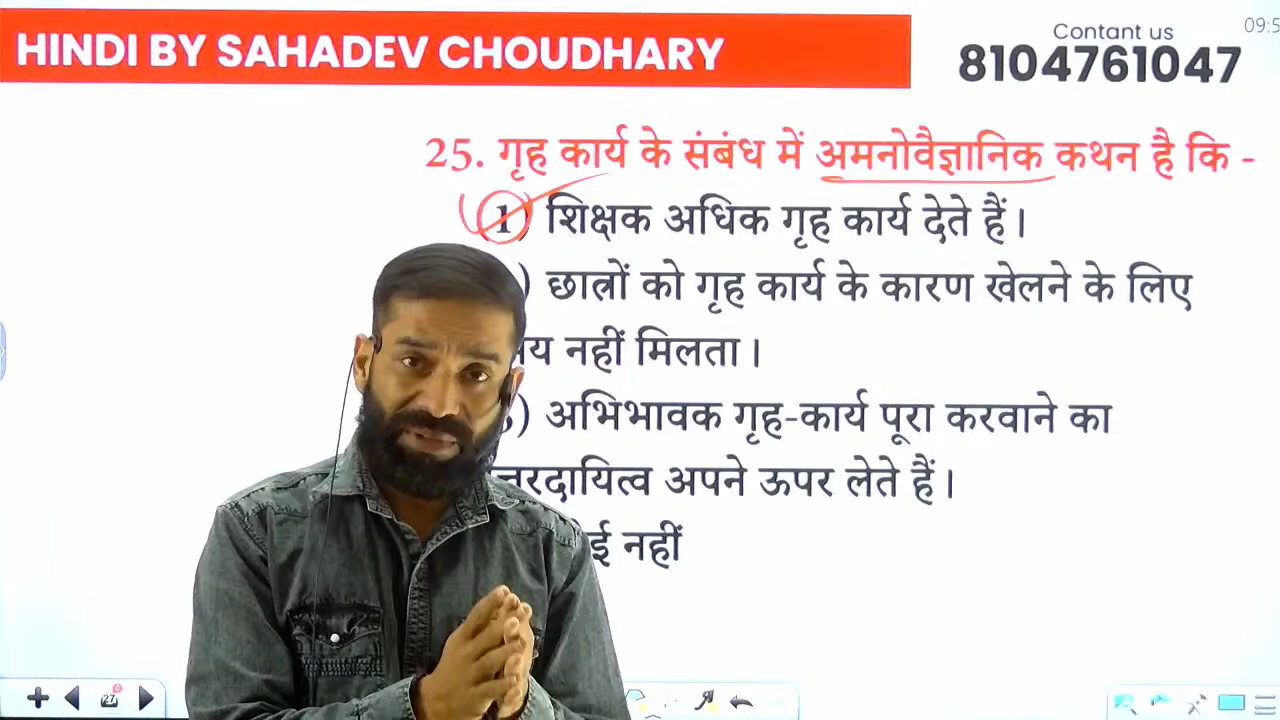 HINDI BY SAHADEV CHOUDHARY
Contant us
09:5
8104761047
25. गृह कार्य के संबंध में अमनोवैज्ञानिक कथन है कि -
1) शिक्षक अधिक गृह कार्य देते हैं।
) छात्रों को गृह कार्य के कारण खेलने के लिए
नहीं मिलता।
) अभिभावक गृह-कार्य पूरा करवाने का
अपने ऊपर लेते हैं।
नहीं
27